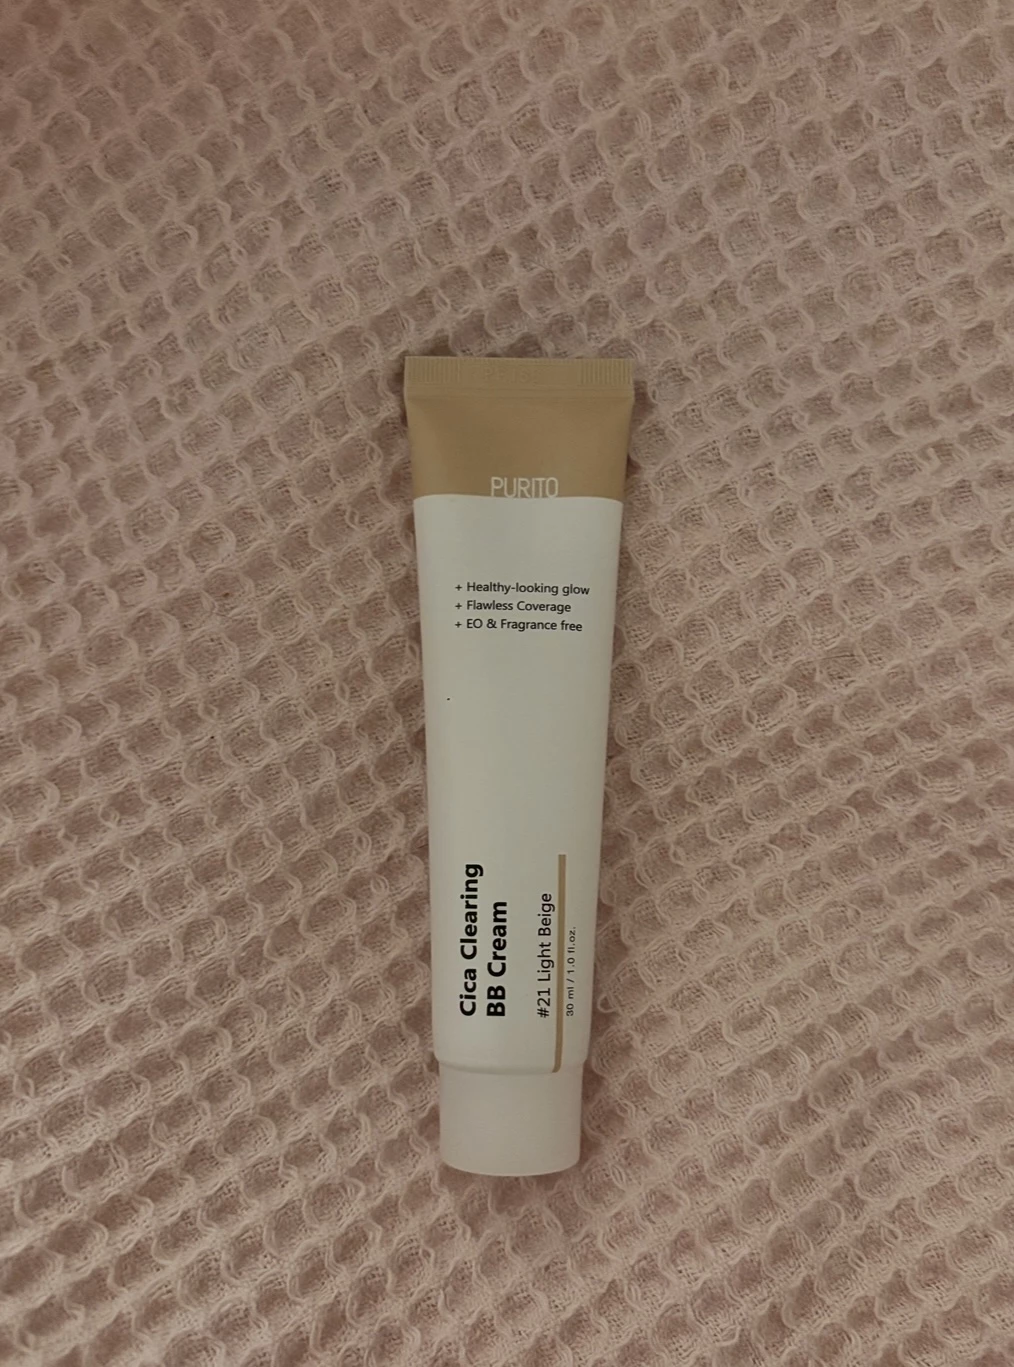 PURITO
+ Healthy-looking glow
+ Flawless Coverage
+ EO & Fragrance free
Cica Clearing
BB Cream
#21 Light Beige
30 ml / 1.0 fl.oz.